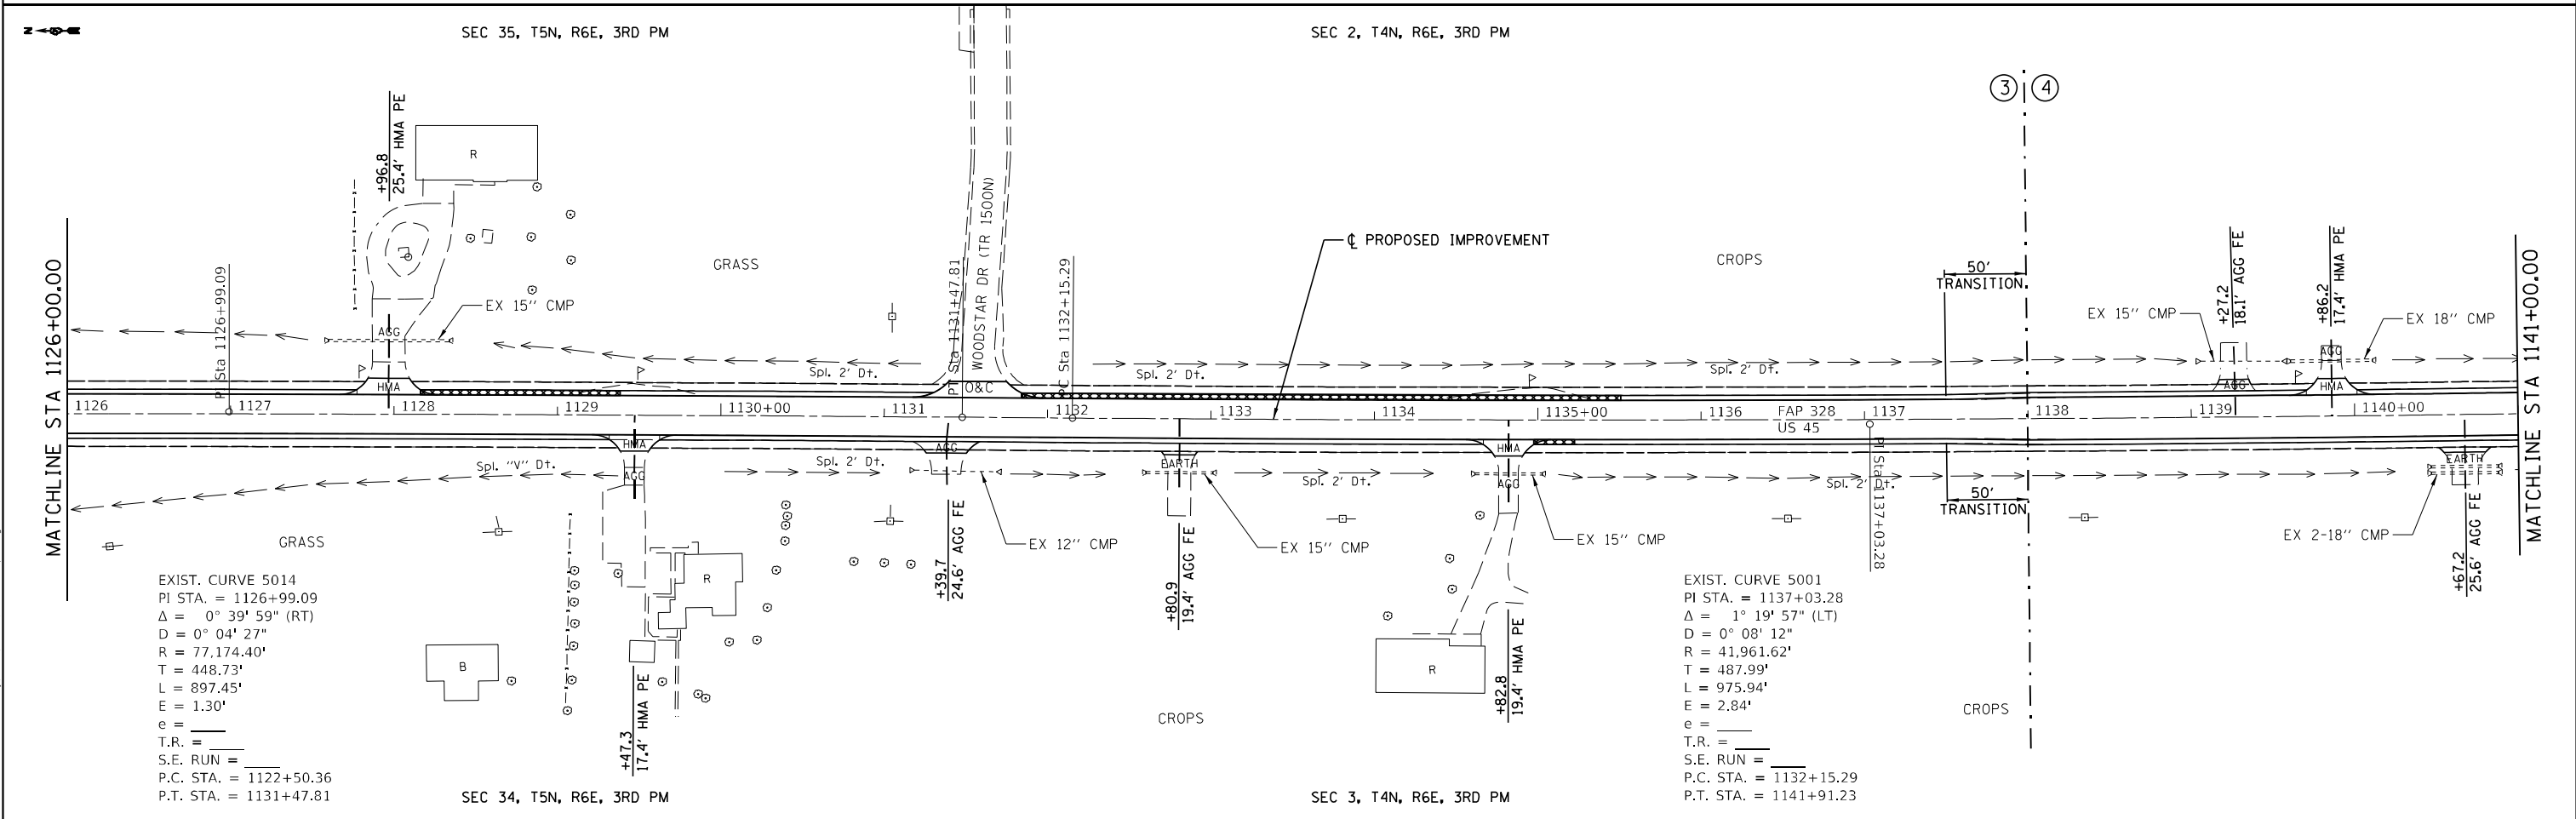 N
SEC 35, T5N, R6E, 3RD PM
SEC 2, T4N, R6E, 3RD PM
3
4
+96.8
25.4' HMA PE
R
WOODSTAR DR (TR 1500N)
℄ PROPOSED IMPROVEMENT
GRASS
CROPS
50'
TRANSITION
+27.2
18.1' AGG FE
+86.2
17.4' HMA PE
MATCHLINE STA 1126+00.00
PI Sta 1126+99.09
AGG
EX 15" CMP
PT Sta 1131+47.81
PC Sta 1132+15.29
EX 15" CMP
EX 18" CMP
MATCHLINE STA 1141+00.00
HMA
Spl. 2' Dt.
O&C
Spl. 2' Dt.
Spl. 2' Dt.
AGG
AGG
HMA
1126
1127
1128
1129
1130+00
1131
1132
1133
1134
1135+00
1136
FAP 328
US 45
1137
1138
1139
1140+00
HMA
AGG
Spl. "V" Dt.
Spl. 2' Dt.
AGG
EARTH
Spl. 2' Dt.
HMA
AGG
Spl. 2' Dt.
PI Sta 1137+03.28
50'
TRANSITION
EARTH
GRASS
EX 12" CMP
EX 15" CMP
EX 15" CMP
EX 2-18" CMP
+39.7
24.6' AGG FE
+80.9
19.4' AGG FE
+82.8
19.4' HMA PE
+67.2
25.6' AGG FE
+47.3
17.4' HMA PE
R
B
R
CROPS
CROPS
EXIST. CURVE 5014
PI STA. = 1126+99.09
Δ = 0° 39' 59" (RT)
D = 0° 04' 27"
R = 77,174.40'
T = 448.73'
L = 897.45'
E = 1.30'
e = ____
T.R. = ____
S.E. RUN = ____
P.C. STA. = 1122+50.36
P.T. STA. = 1131+47.81
EXIST. CURVE 5001
PI STA. = 1137+03.28
Δ = 1° 19' 57" (LT)
D = 0° 08' 12"
R = 41,961.62'
T = 487.99'
L = 975.94'
E = 2.84'
e = ____
T.R. = ____
S.E. RUN = ____
P.C. STA. = 1132+15.29
P.T. STA. = 1141+91.23
SEC 34, T5N, R6E, 3RD PM
SEC 3, T4N, R6E, 3RD PM